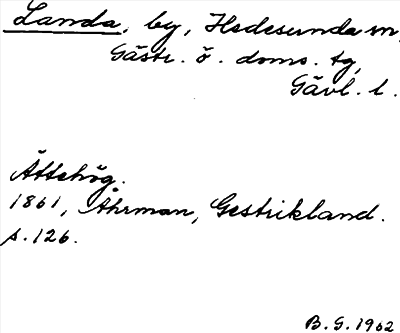 Landa, by, Hedesunda sn,
Gästr. ö. doms. tg,
Gävl. l.
Ättehög.
1861, Åhrman, Gestrikland.
s. 126.
B. G. 1962